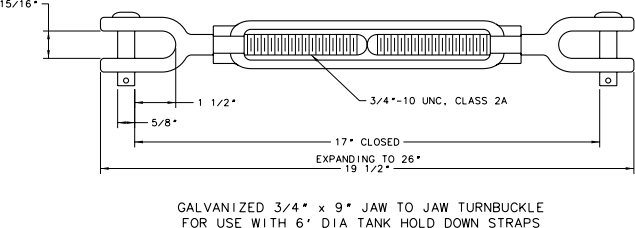 15/16"
1 1/2"
3/4"-10 UNC, CLASS 2A
5/8"
17" CLOSED
EXPANDING TO 26"
19 1/2"
GALVANIZED 3/4" x 9" JAW TO JAW TURNBUCKLE
FOR USE WITH 6' DIA TANK HOLD DOWN STRAPS